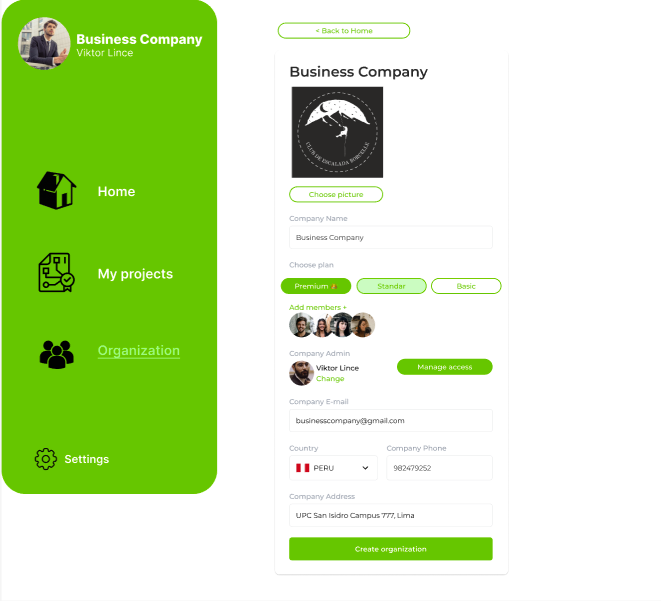 Business Company
Viktor Lince
Home
My projects
Organization
Settings
< Back to Home
Business Company
CLUB DE ESCALADA BORCELLE
Choose picture
Company Name
Business Company
Choose plan
Premium 👑
Standar
Basic
Add members +
Company Admin
Viktor Lince
Change
Manage access
Company E-mail
businesscompany@gmail.com
Country
Company Phone
PERU
982479252
Company Address
UPC San Isidro Campus 777, Lima
Create organization